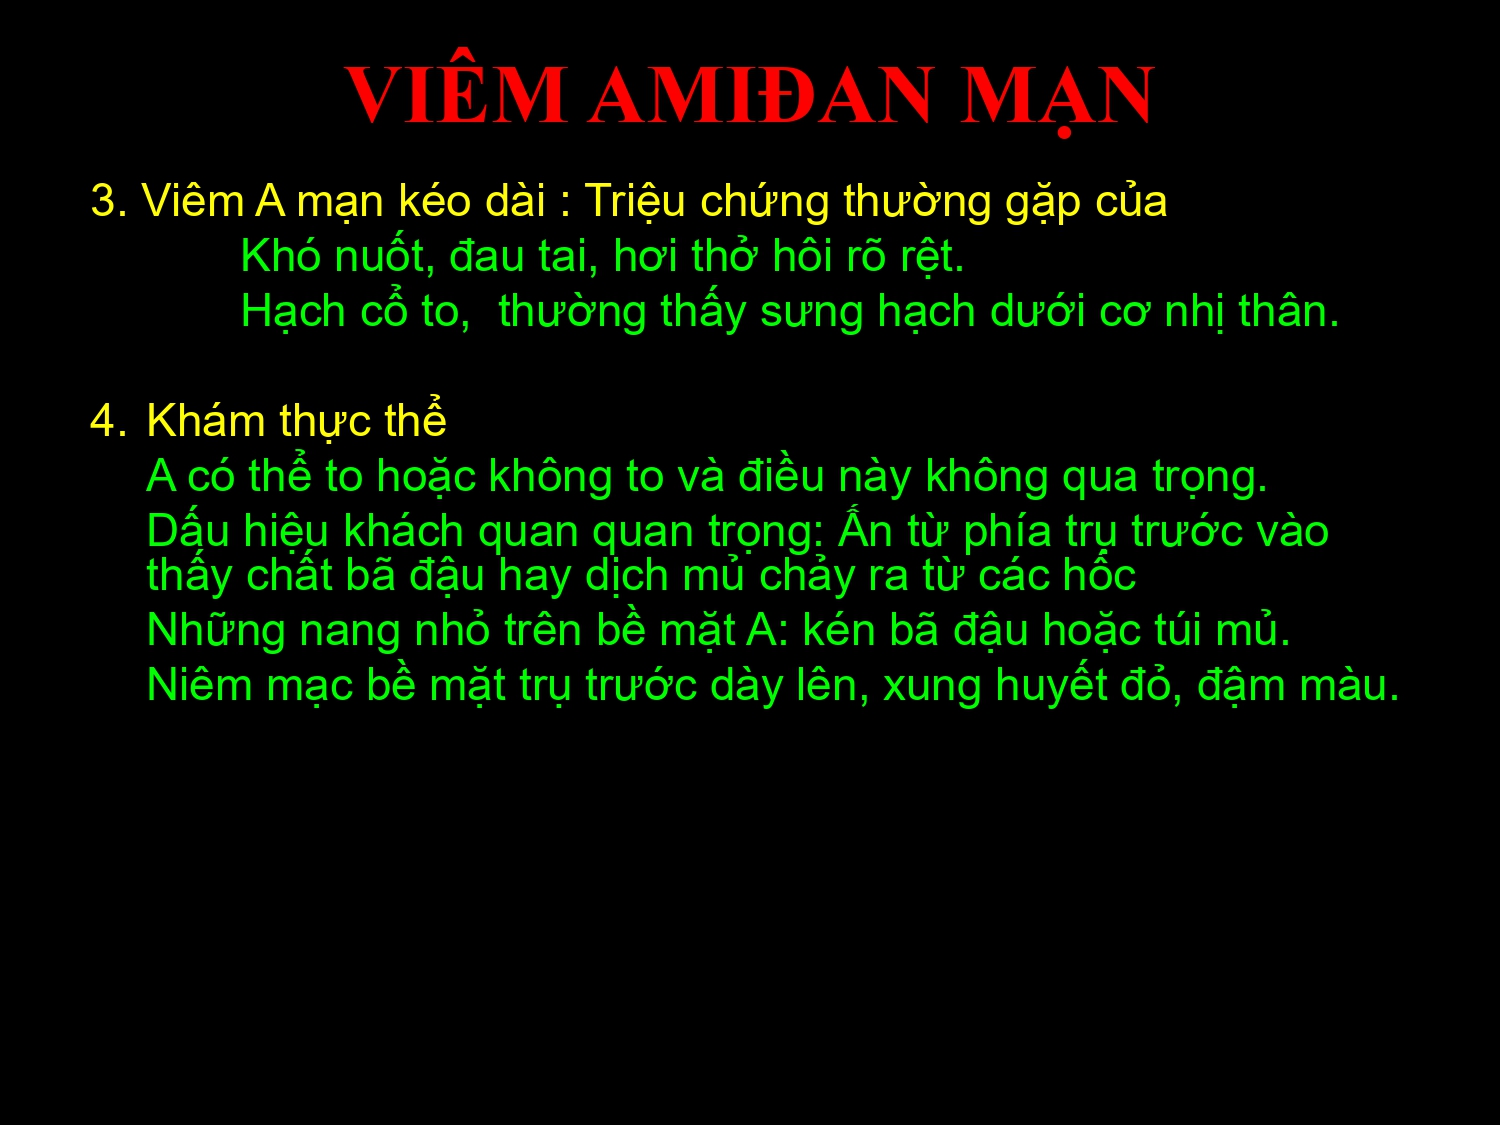 VIÊM AMIĐAN MẠN
3. Viêm A mạn kéo dài : Triệu chứng thường gặp của
Khó nuốt, đau tai, hơi thở hôi rõ rệt.
Hạch cổ to,  thường thấy sưng hạch dưới cơ nhị thân.
4. Khám thực thể
A có thể to hoặc không to và điều này không qua trọng.
Dấu hiệu khách quan quan trọng: Ấn từ phía trụ trước vào
thấy chất bã đậu hay dịch mủ chảy ra từ các hốc
Những nang nhỏ trên bề mặt A: kén bã đậu hoặc túi mủ.
Niêm mạc bề mặt trụ trước dày lên, xung huyết đỏ, đậm màu.